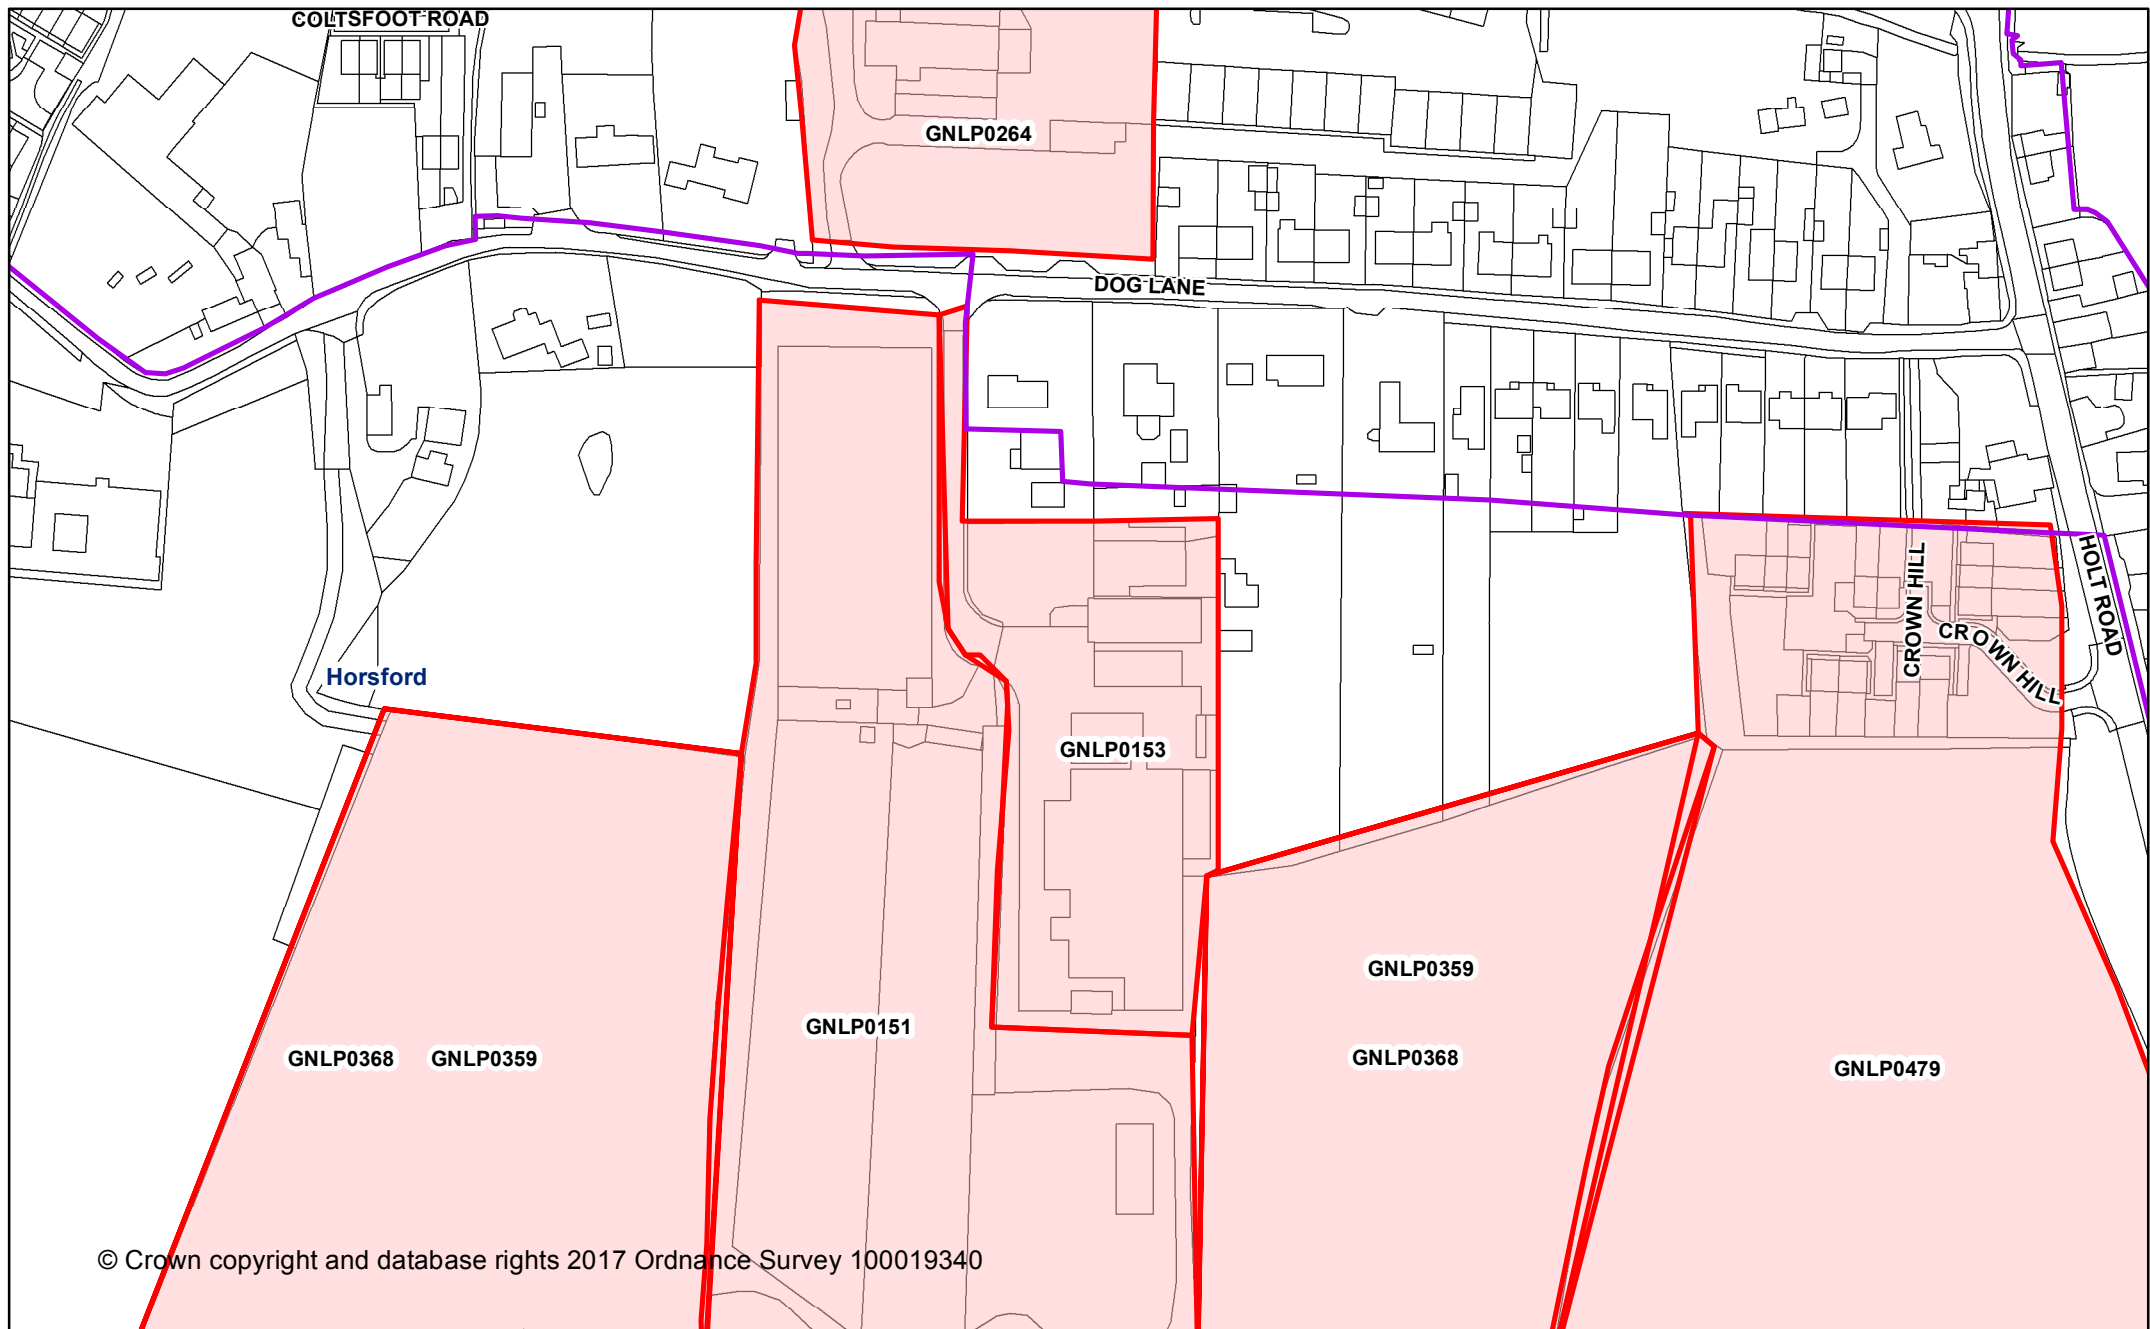 COLTSFOOT ROAD
GNLP0264
DOG LANE
CROWN HILL
HOLT ROAD
CROWN HILL
Horsford
GNLP0153
GNLP0359
GNLP0151
GNLP0368 GNLP0359
GNLP0368
GNLP0479
© Crown copyright and database rights 2017 Ordnance Survey 100019340